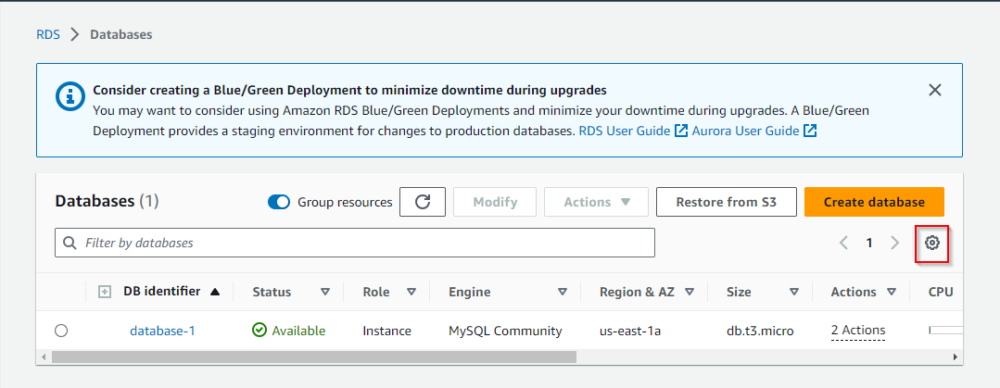 RDS > Databases
Consider creating a Blue/Green Deployment to minimize downtime during upgrades
You may want to consider using Amazon RDS Blue/Green Deployments and minimize your downtime during upgrades. A Blue/Green
Deployment provides a staging environment for changes to production databases. RDS User Guide Aurora User Guide
Databases (1) Group resources Modify Actions Restore from S3 Create database
Filter by databases 1
DB identifier Status Role Engine Region & AZ Size Actions CPU
database-1 Available Instance MySQL Community us-east-1a db.t3.micro 2 Actions